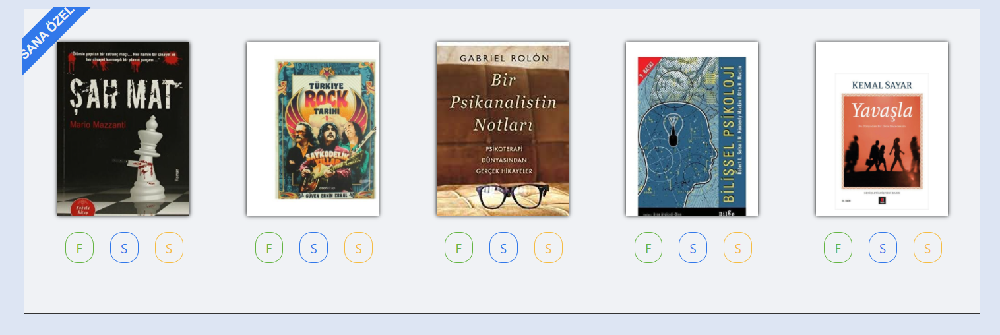 SANA ÖZEL
"Ölümle yapılan bir satranç maçı... Her hamle bir cinayet ve
her cinayet karmaşık bir planın parçası..."
ŞAH MAT
Mario Mazzanti
Roman
Kokulu
Kitap
TÜRKİYE
ROCK
TARİHİ
1
SAYKODELİK
YILLAR
GÜVEN ERKİN ERKAL
GABRIEL ROLÓN
Bir
Psikanalistin
Notları
PSİKOTERAPİ
DÜNYASINDAN
GERÇEK HİKAYELER
9. BASKI
BİLİŞSEL PSİKOLOJİ
Robert L. Solso | M. Kimberly MacLin | Otto H. MacLin
Bilge
KEMAL SAYAR
Yavaşla
F S S F S S F S S F S S F S S